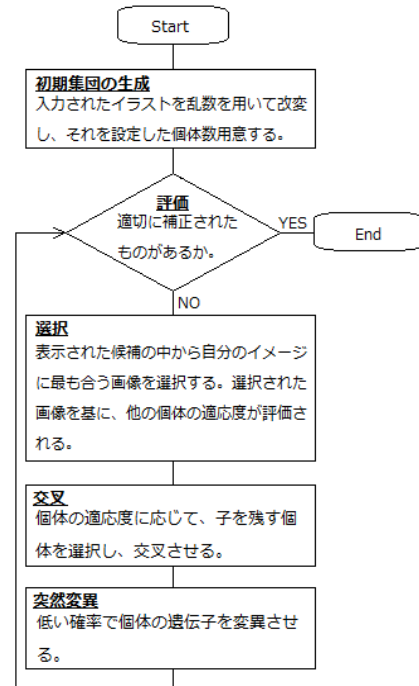 Start
初期集団の生成
入力されたイラストを乱数を用いて改変
し、それを設定した個体数用意する。
評価
適切に補正された
ものがあるか。
YES
End
NO
選択
表示された候補の中から自分のイメージ
に最も合う画像を選択する。選択された
画像を基に、他の個体の適応度が評価さ
れる。
交叉
個体の適応度に応じて、子を残す個
体を選択し、交叉させる。
突然変異
低い確率で個体の遺伝子を変異させ
る。